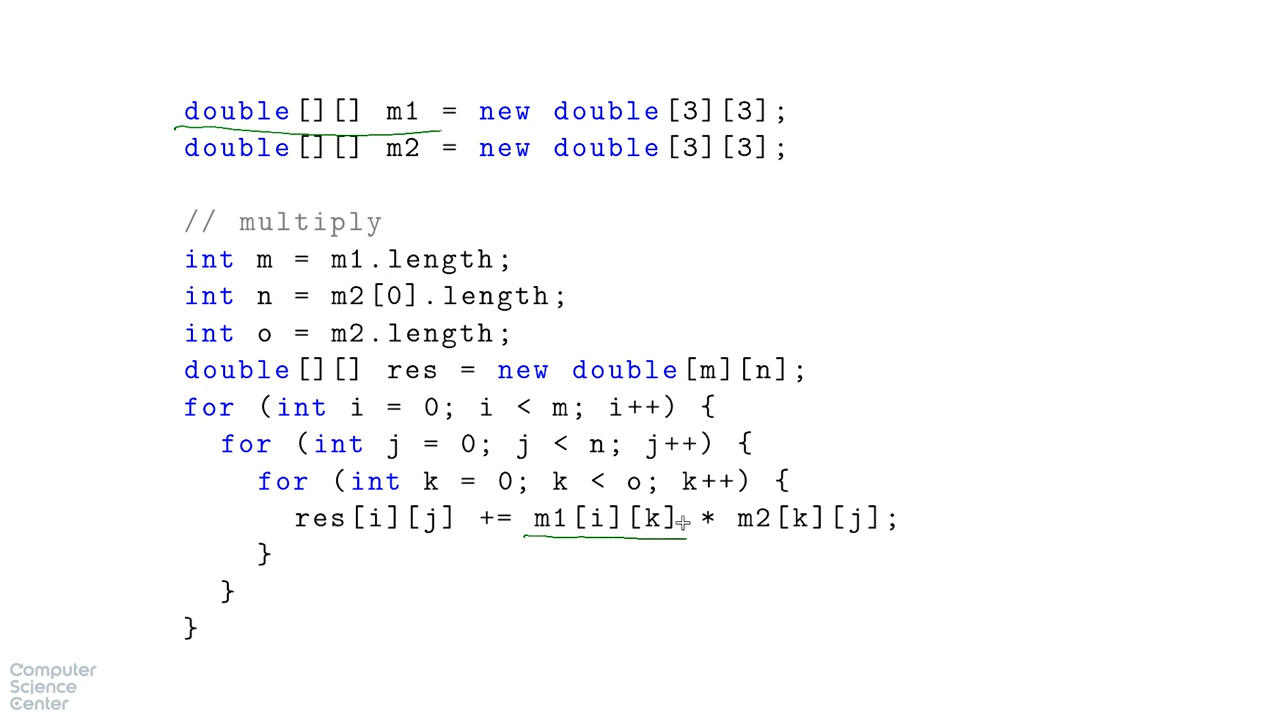 double[][] m1 = new double[3][3];
double[][] m2 = new double[3][3];
// multiply
int m = m1.length;
int n = m2[0].length;
int o = m2.length;
double[][] res = new double[m][n];
for (int i = 0; i < m; i++) {
  for (int j = 0; j < n; j++) {
    for (int k = 0; k < o; k++) {
      res[i][j] += m1[i][k] * m2[k][j];
    }
  }
}
Computer
Science
Center